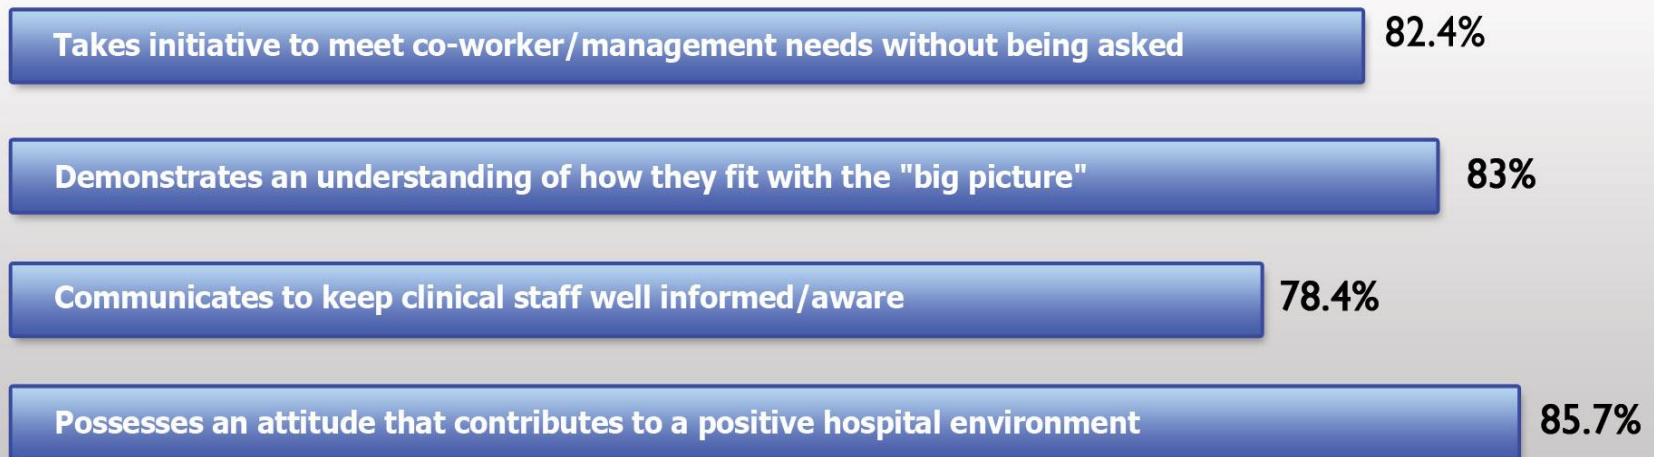 Takes initiative to meet co-worker/management needs without being asked 82.4%
Demonstrates an understanding of how they fit with the "big picture" 83%
Communicates to keep clinical staff well informed/aware 78.4%
Possesses an attitude that contributes to a positive hospital environment 85.7%